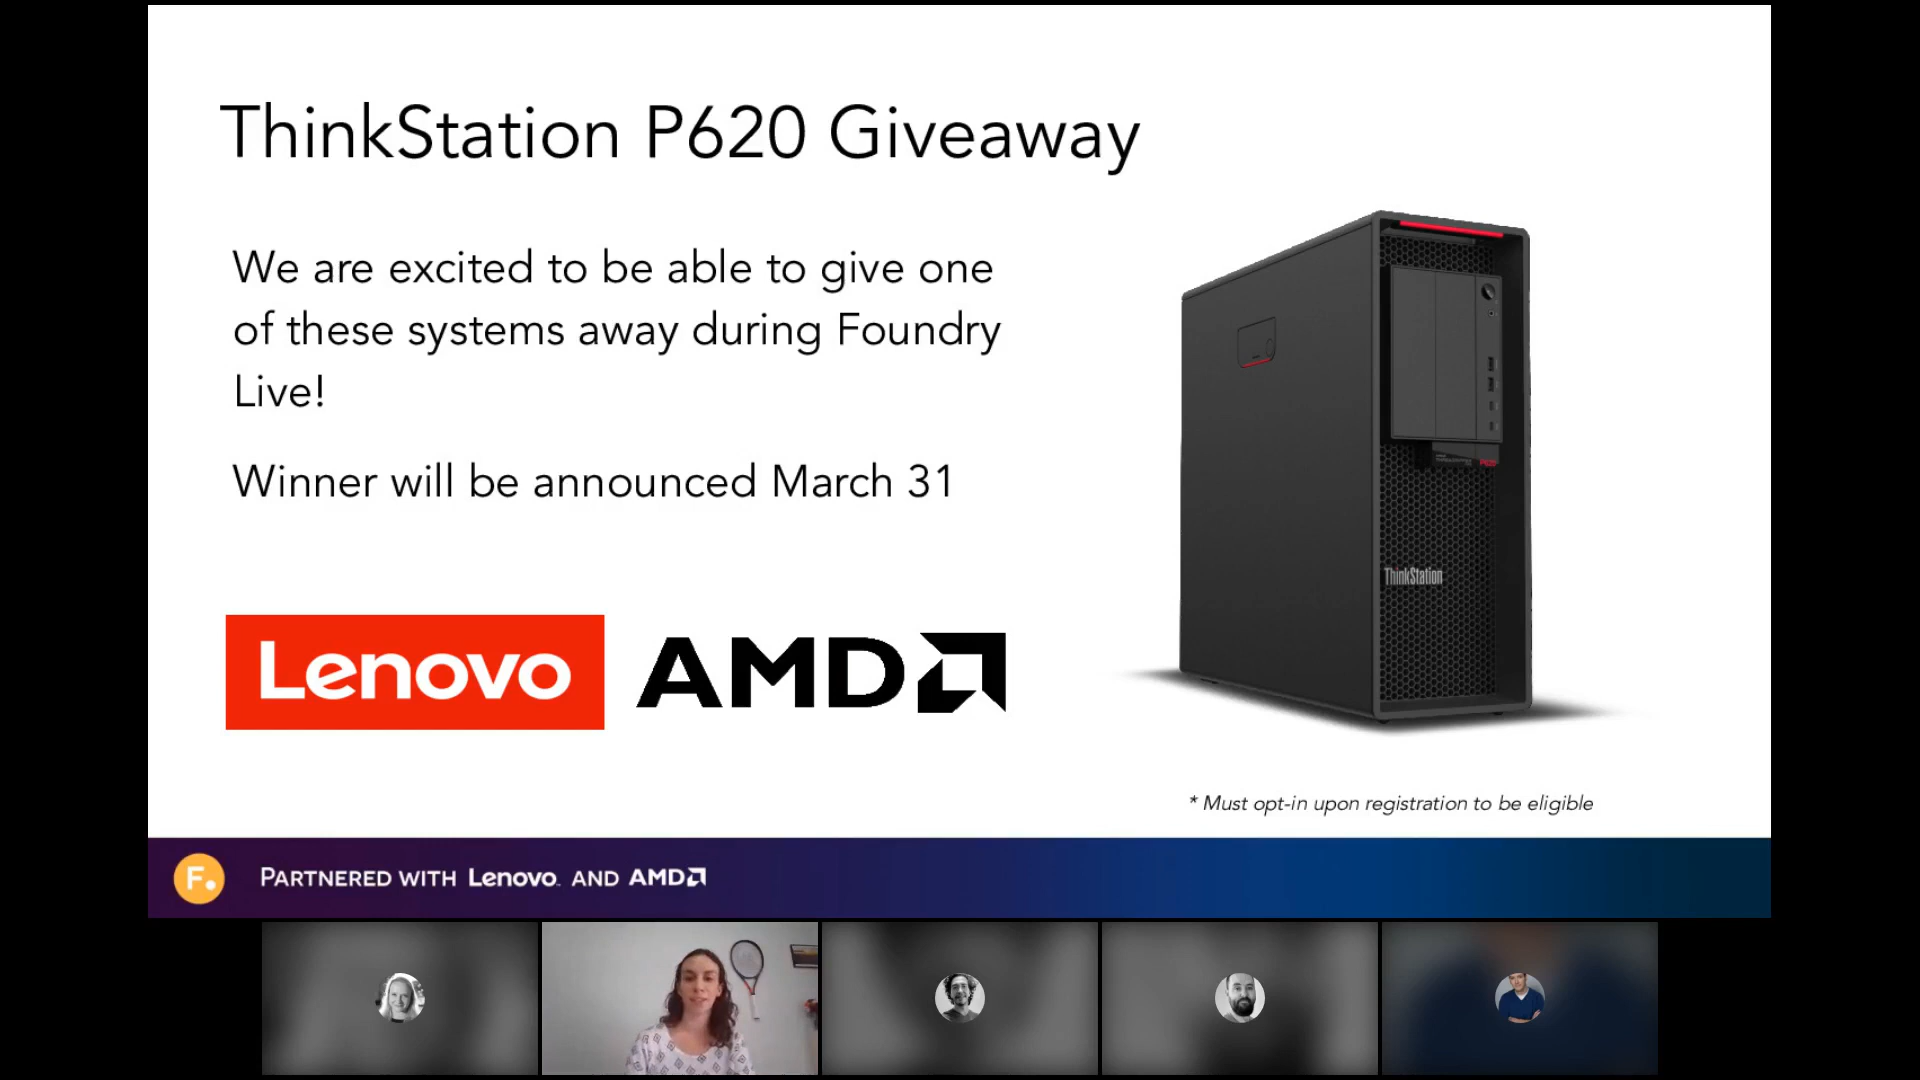 ThinkStation P620 Giveaway
We are excited to be able to give one
of these systems away during Foundry
Live!
Winner will be announced March 31
Lenovo AMD
P620
ThinkStation
* Must opt-in upon registration to be eligible
F. PARTNERED WITH Lenovo AND AMD